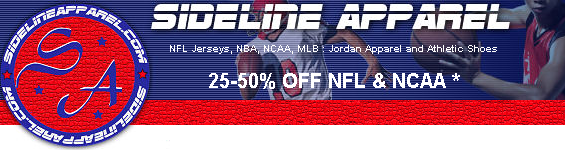 SIDELINE APPAREL
NFL Jerseys, NBA, NCAA, MLB : Jordan Apparel and Athletic Shoes
25-50% OFF NFL & NCAA *
SIDELINEAPPAREL.COM
SA
SIDELINEAPPAREL.COM